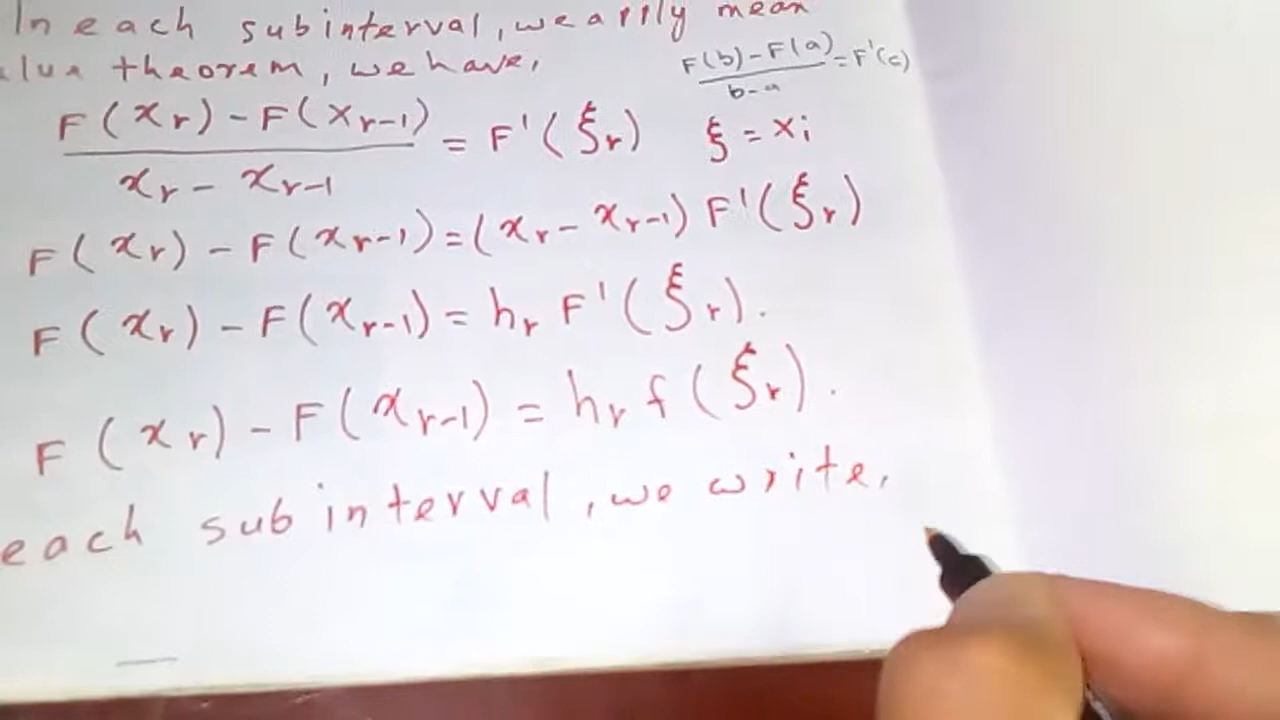 In each subinterval, we apply mean
theorem, we have,
F(b)-F(a)/b-a = F'(c)
F(xr)-F(xr-1)/xr-xr-1 = F'(ξr)
ξ = xi
F(xr)-F(xr-1)=(xr-xr-1)F'(ξr)
F(xr)-F(xr-1)=hr F'(ξr).
F(xr)-F(xr-1)=hr f(ξr).
each subinterval, we write,